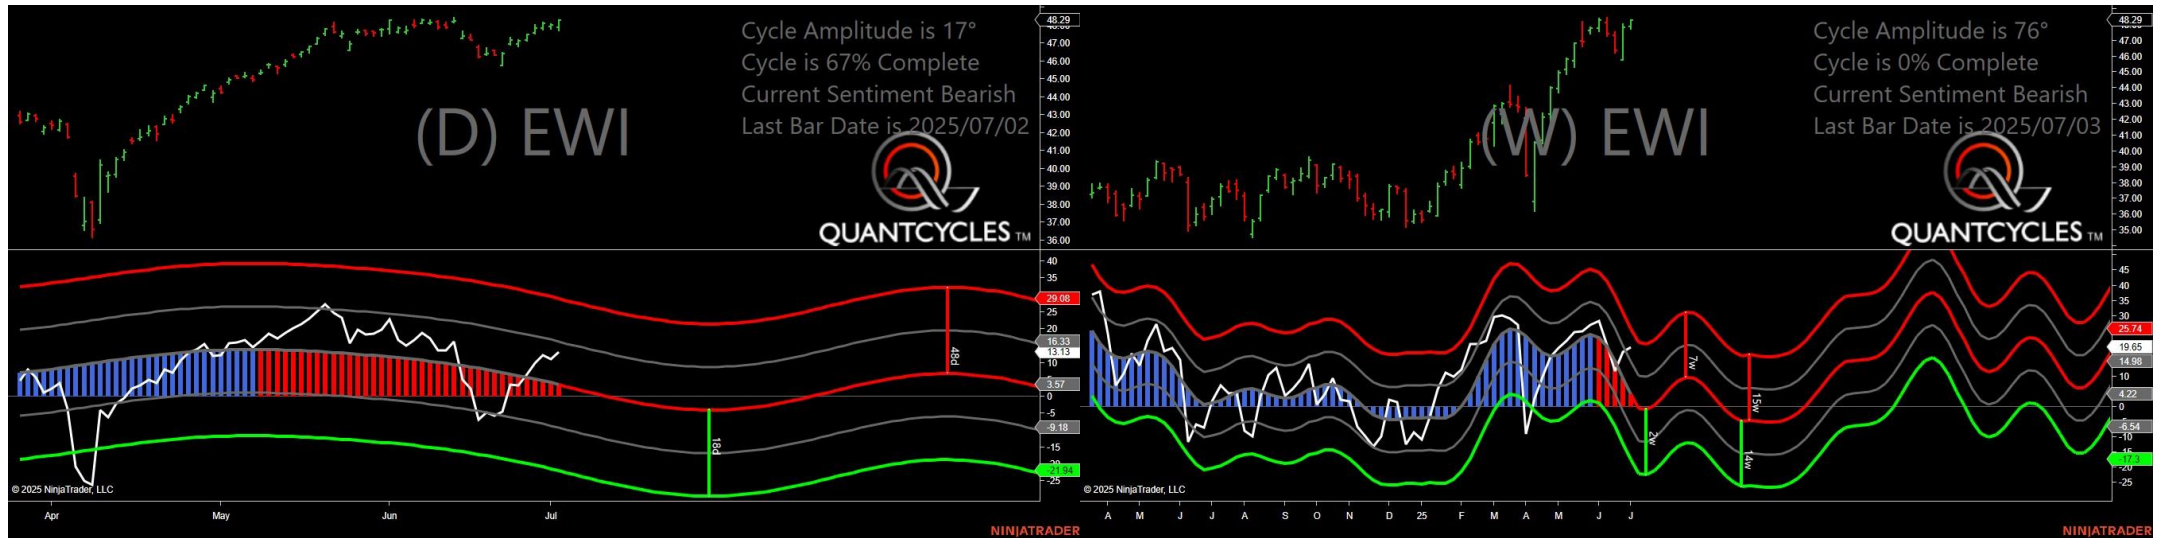 (D) EWI
Cycle Amplitude is 17°
Cycle is 67% Complete
Current Sentiment Bearish
Last Bar Date is 2025/07/02
QUANTCYCLES TM
48.29
47.00
46.00
45.00
44.00
43.00
42.00
41.00
40.00
39.00
38.00
37.00
36.00
40
35
29.08
25
20
16.33
13.13
10
3.57
0
-5
-9.18
-15
-21.94
-25
48d
18d
© 2025 NinjaTrader, LLC
Apr
May
Jun
Jul
NINJATRADER
(W) EWI
Cycle Amplitude is 76°
Cycle is 0% Complete
Current Sentiment Bearish
Last Bar Date is 2025/07/03
QUANTCYCLES TM
48.29
47.00
46.00
45.00
44.00
43.00
42.00
41.00
40.00
39.00
38.00
37.00
36.00
35.00
45
40
35
30
25.74
19.65
14.98
10
4.22
0
-6.54
-10
-15
-17.3
-20
-25
7w
15w
2w
14w
© 2025 NinjaTrader, LLC
A M J J A S O N D 25 F M A M J J
NINJATRADER